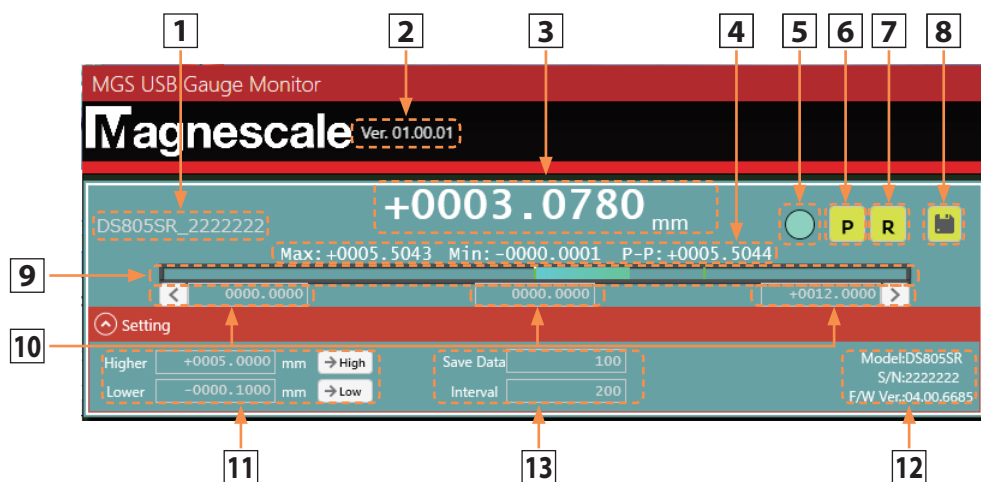 1 2 3 4 5 6 7 8
MGS USB Gauge Monitor
Magnescale Ver. 01.00.01
+0003.0780 mm
DS805SR_2222222
P R
Max:+0005.5043 Min:-0000.0001 P-P:+0005.5044
9
< 0000.0000 0000.0000 +0012.0000 >
Setting
10
Higher +0005.0000 mm →High Save Data 100 Model:DS805SR
S/N:2222222
Lower -0000.1000 mm →Low Interval 200 F/W Ver.:04.00.6685
11 13 12